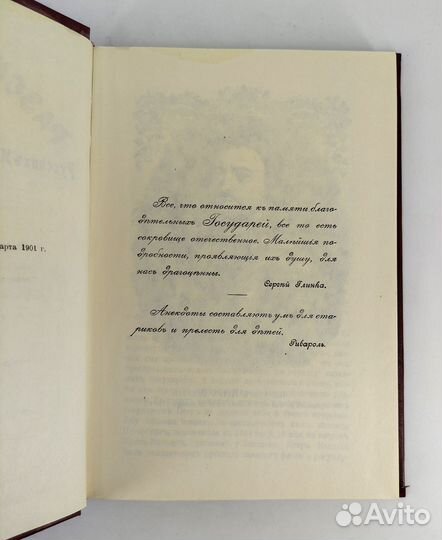 арта 1901 г.
Все, что относится къ памяти благо-
дѣтельныхъ Государей, все то есть
сокровище отечественное. Малѣйшія по-
дробности, проявляющія ихъ душу, для
насъ драгоцѣнны.
Сергѣй Глинка.
Анекдоты составляютъ умъ для ста-
риковъ и прелесть для дѣтей.
Ривароль.
Avito